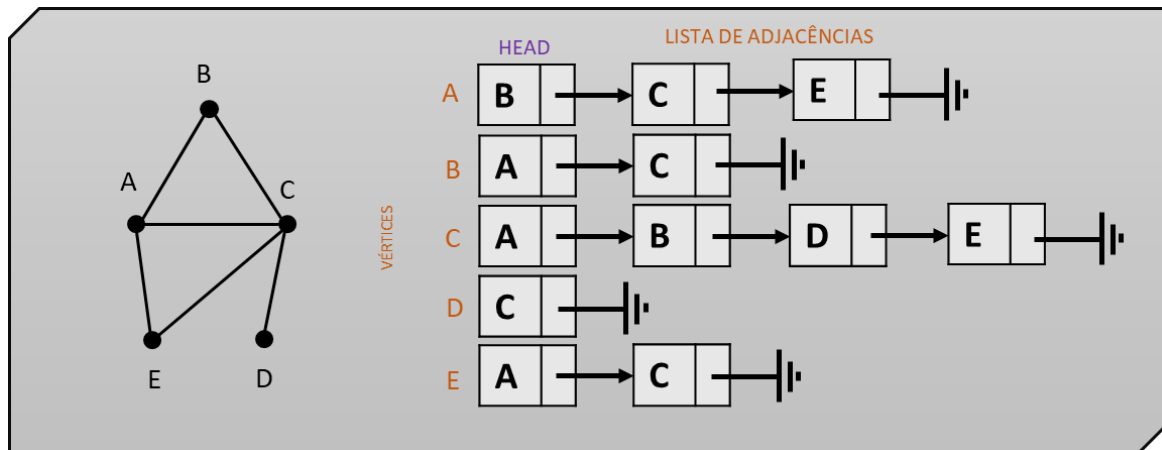 B
A
C
E
D
VÉRTICES
HEAD
LISTA DE ADJACÊNCIAS
A B C E
B A C
C A B D E
D C
E A C